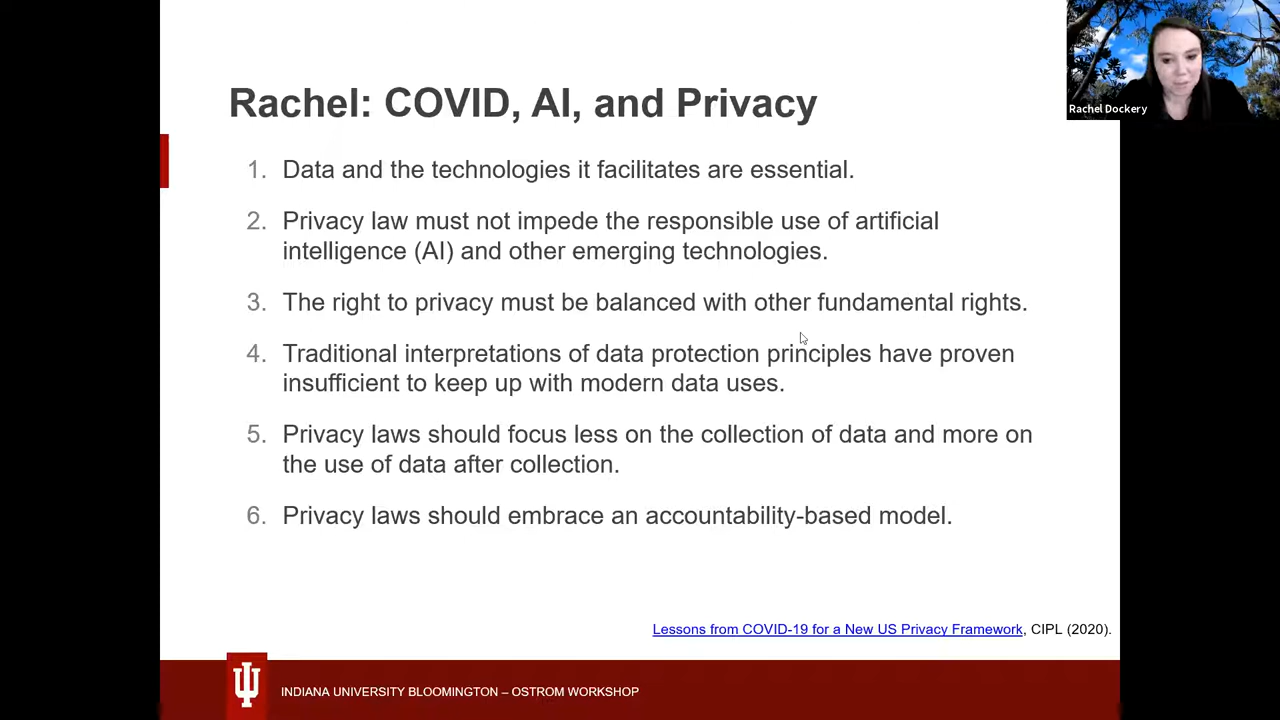 Rachel: COVID, AI, and Privacy
Rachel Dockery
1. Data and the technologies it facilitates are essential.
2. Privacy law must not impede the responsible use of artificial
intelligence (AI) and other emerging technologies.
3. The right to privacy must be balanced with other fundamental rights.
4. Traditional interpretations of data protection principles have proven
insufficient to keep up with modern data uses.
5. Privacy laws should focus less on the collection of data and more on
the use of data after collection.
6. Privacy laws should embrace an accountability-based model.
Lessons from COVID-19 for a New US Privacy Framework, CIPL (2020).
INDIANA UNIVERSITY BLOOMINGTON – OSTROM WORKSHOP